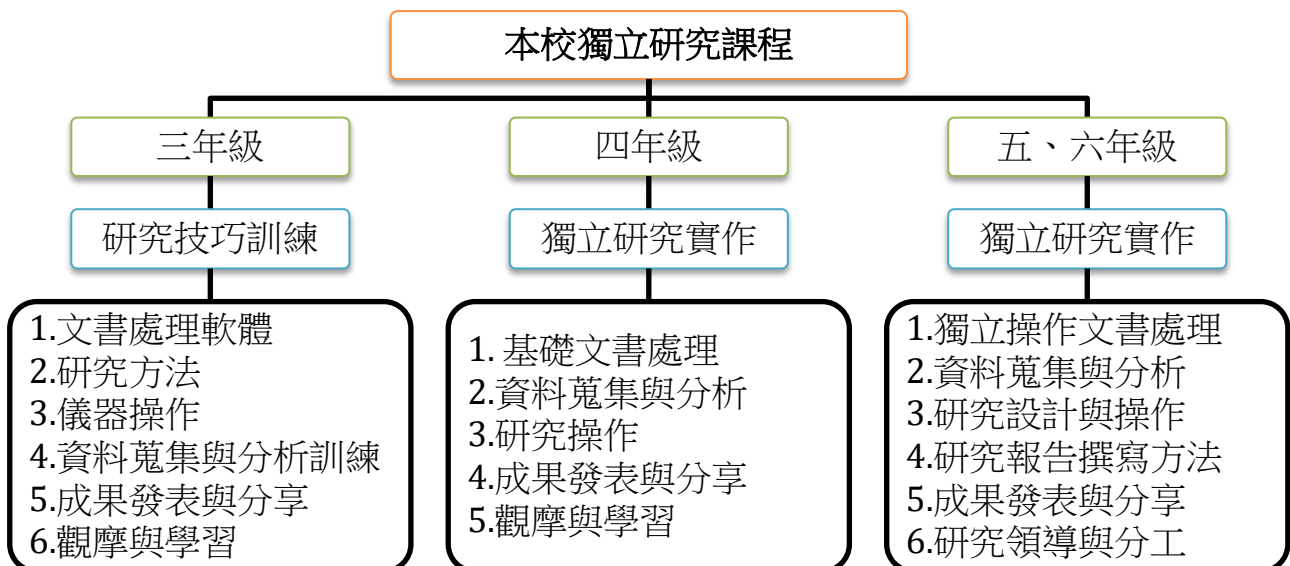 本校獨立研究課程
三年級
四年級
五、六年級
研究技巧訓練
獨立研究實作
獨立研究實作
1.文書處理軟體
2.研究方法
3.儀器操作
4.資料蒐集與分析訓練
5.成果發表與分享
6.觀摩與學習
1. 基礎文書處理
2.資料蒐集與分析
3.研究操作
4.成果發表與分享
5.觀摩與學習
1.獨立操作文書處理
2.資料蒐集與分析
3.研究設計與操作
4.研究報告撰寫方法
5.成果發表與分享
6.研究領導與分工